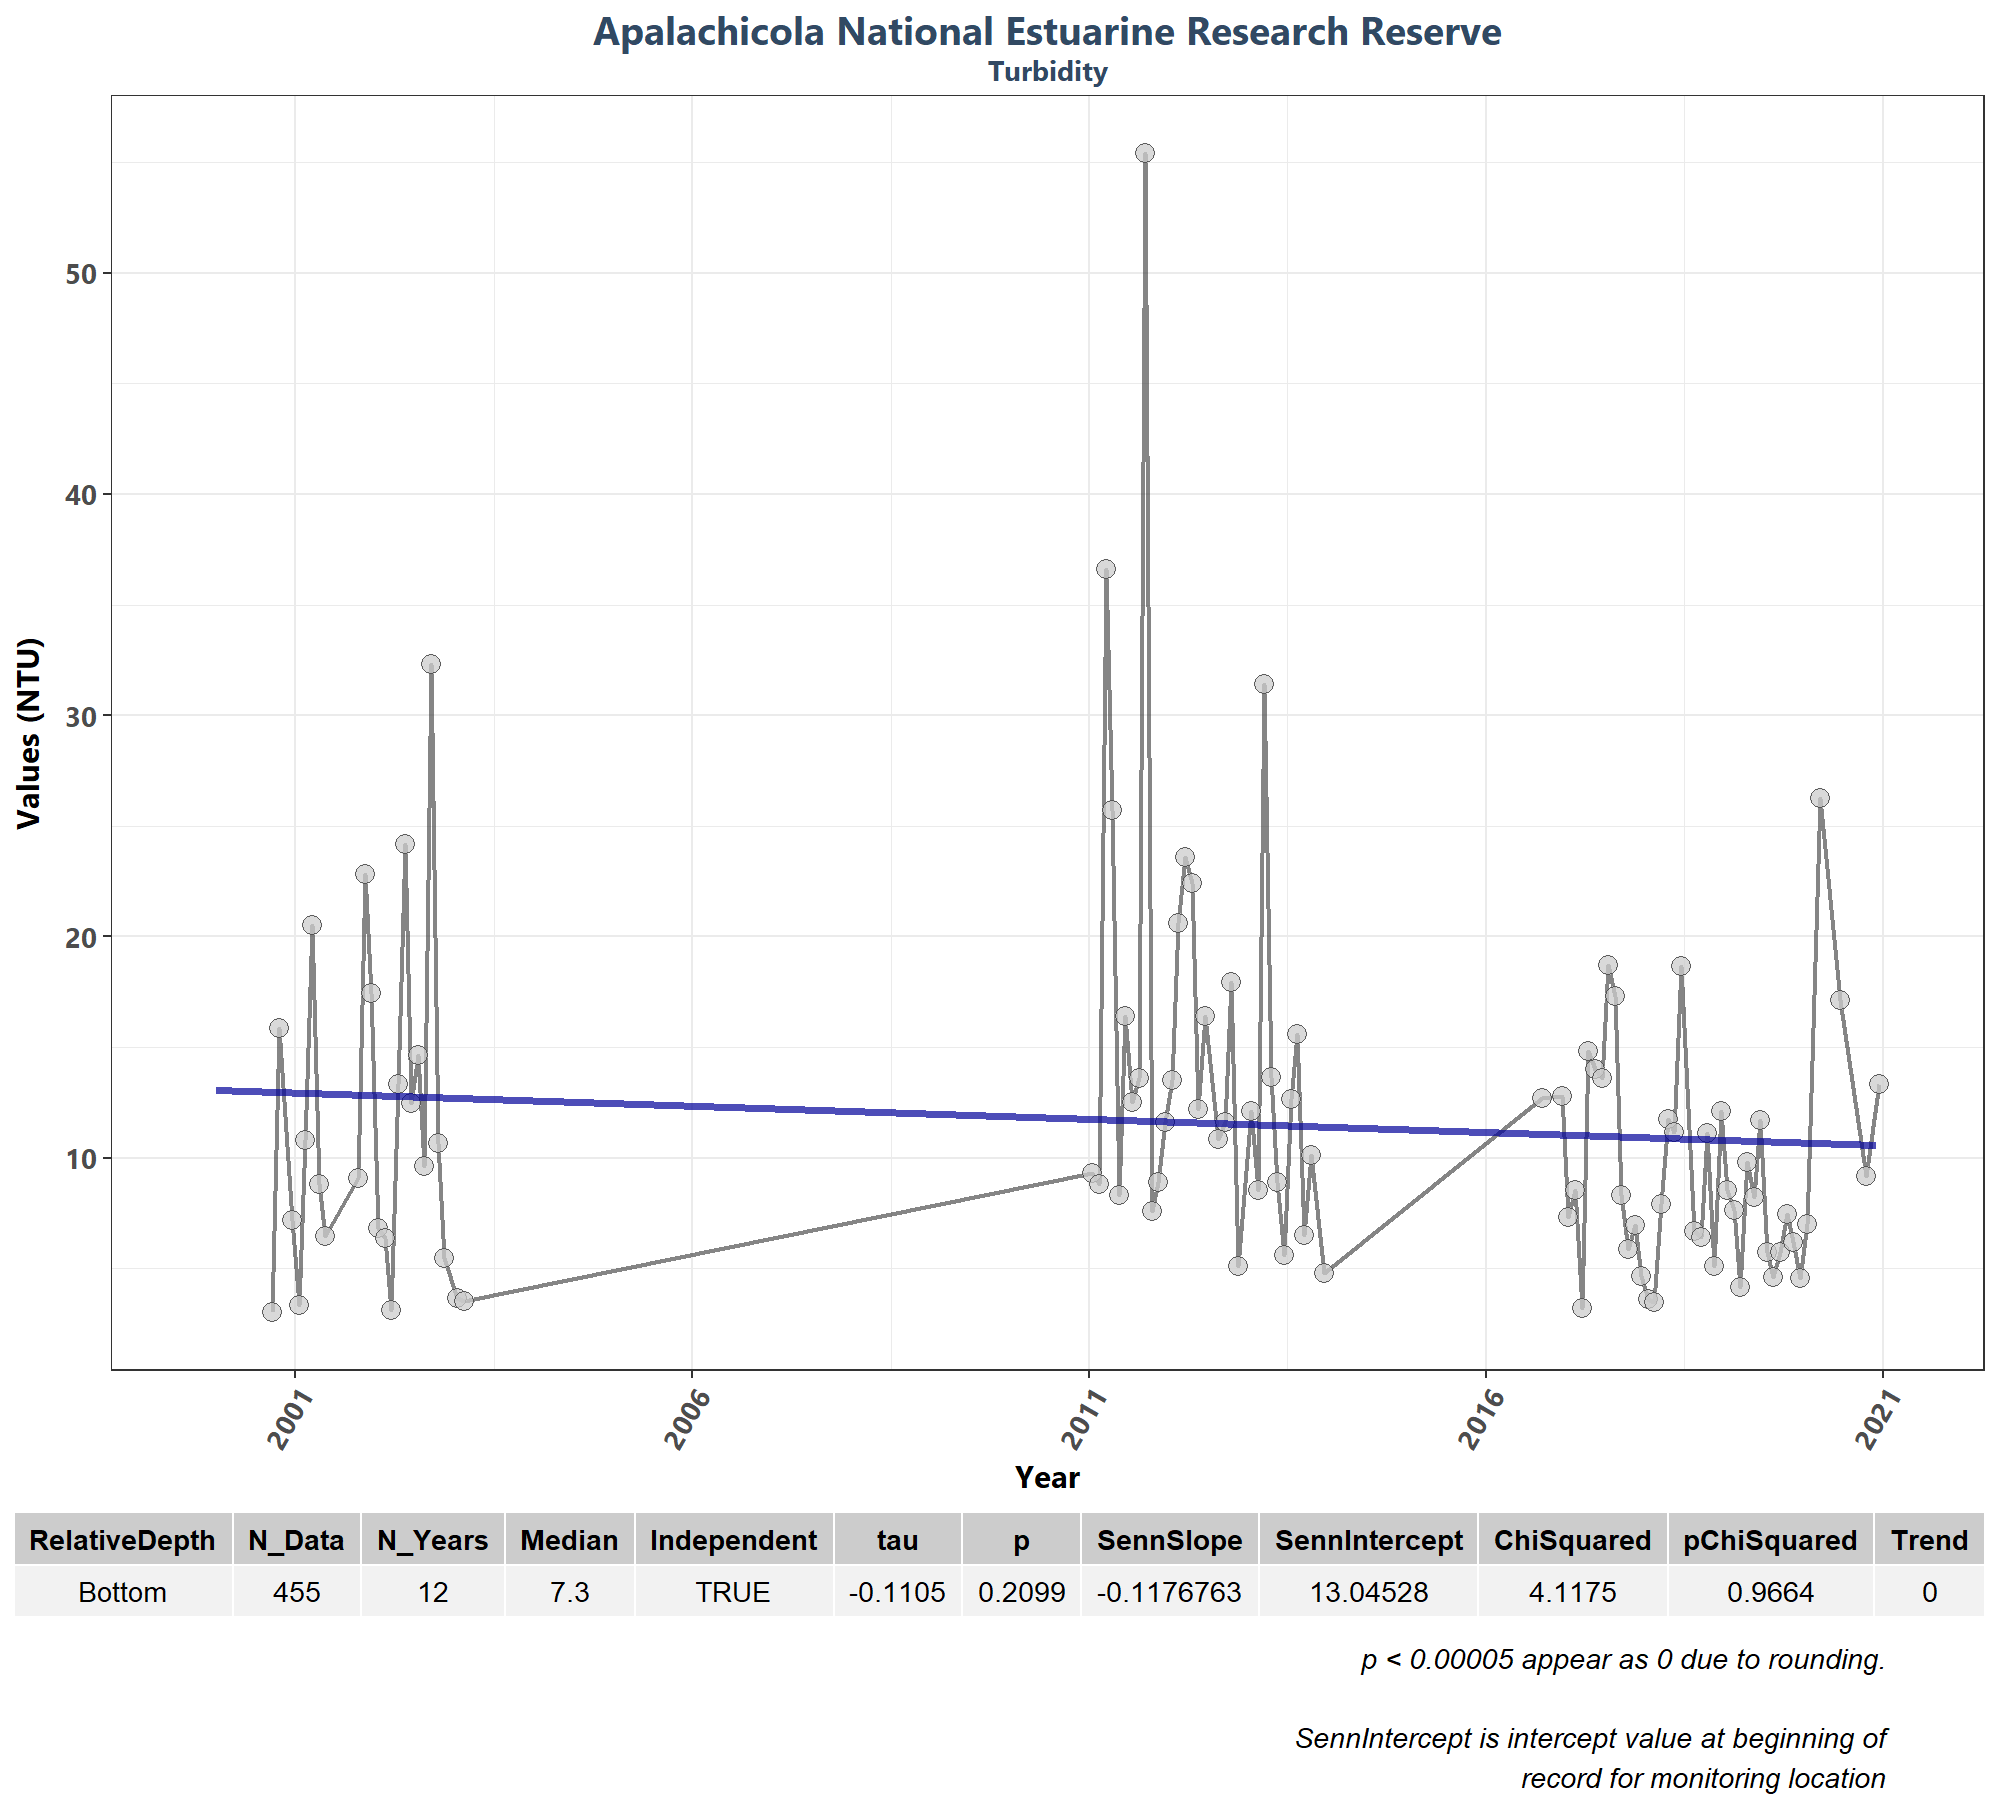 Apalachicola National Estuarine Research Reserve
Turbidity
Values (NTU)
50
40
30
20
10
2001 2006 2011 2016 2021
Year
RelativeDepth N_Data N_Years Median Independent tau p SennSlope SennIntercept ChiSquared pChiSquared Trend
Bottom 455 12 7.3 TRUE -0.1105 0.2099 -0.1176763 13.04528 4.1175 0.9664 0
p < 0.00005 appear as 0 due to rounding.
SennIntercept is intercept value at beginning of
record for monitoring location